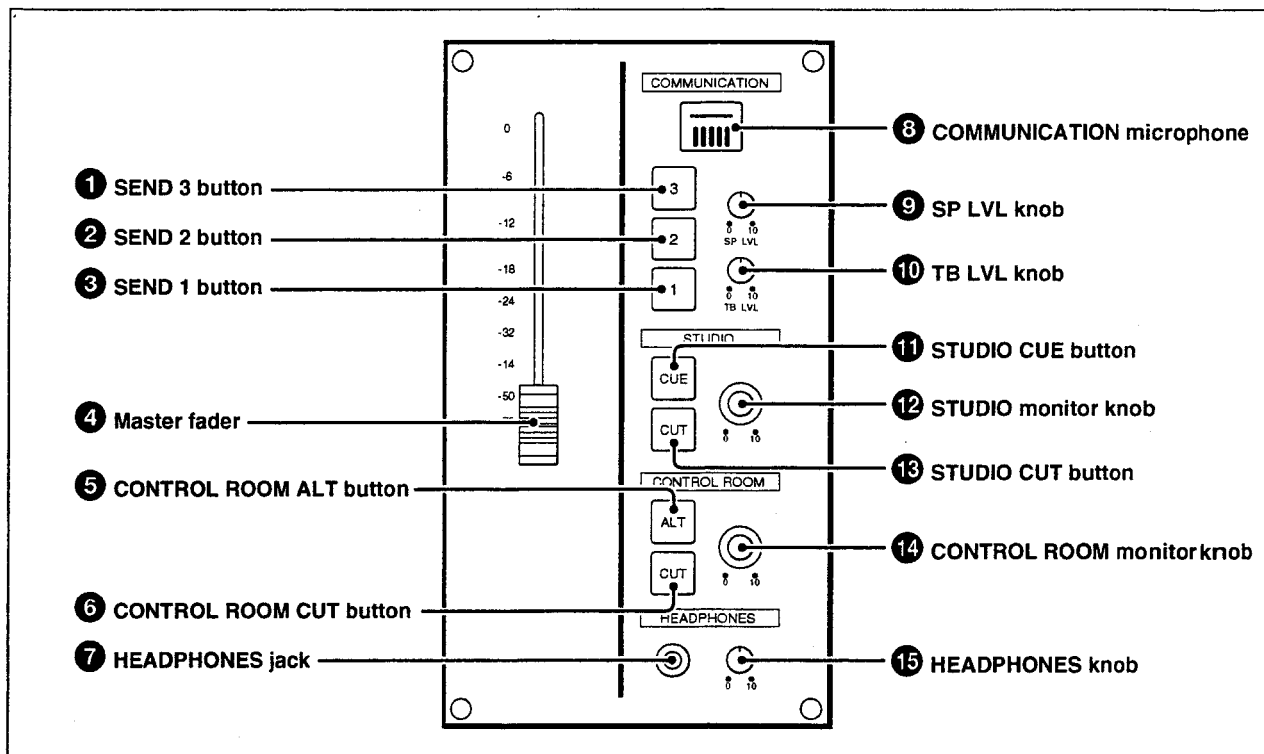 COMMUNICATION
0
-6
-12
-18
-24
-32
-14
-50
3
2
1
0 10
SP LVL
0 10
TB LVL
STUDIO
CUE
CUT
0 10
CONTROL ROOM
ALT
CUT
0 10
HEADPHONES
0 10
1 SEND 3 button
2 SEND 2 button
3 SEND 1 button
4 Master fader
5 CONTROL ROOM ALT button
6 CONTROL ROOM CUT button
7 HEADPHONES jack
8 COMMUNICATION microphone
9 SP LVL knob
10 TB LVL knob
11 STUDIO CUE button
12 STUDIO monitor knob
13 STUDIO CUT button
14 CONTROL ROOM monitor knob
15 HEADPHONES knob